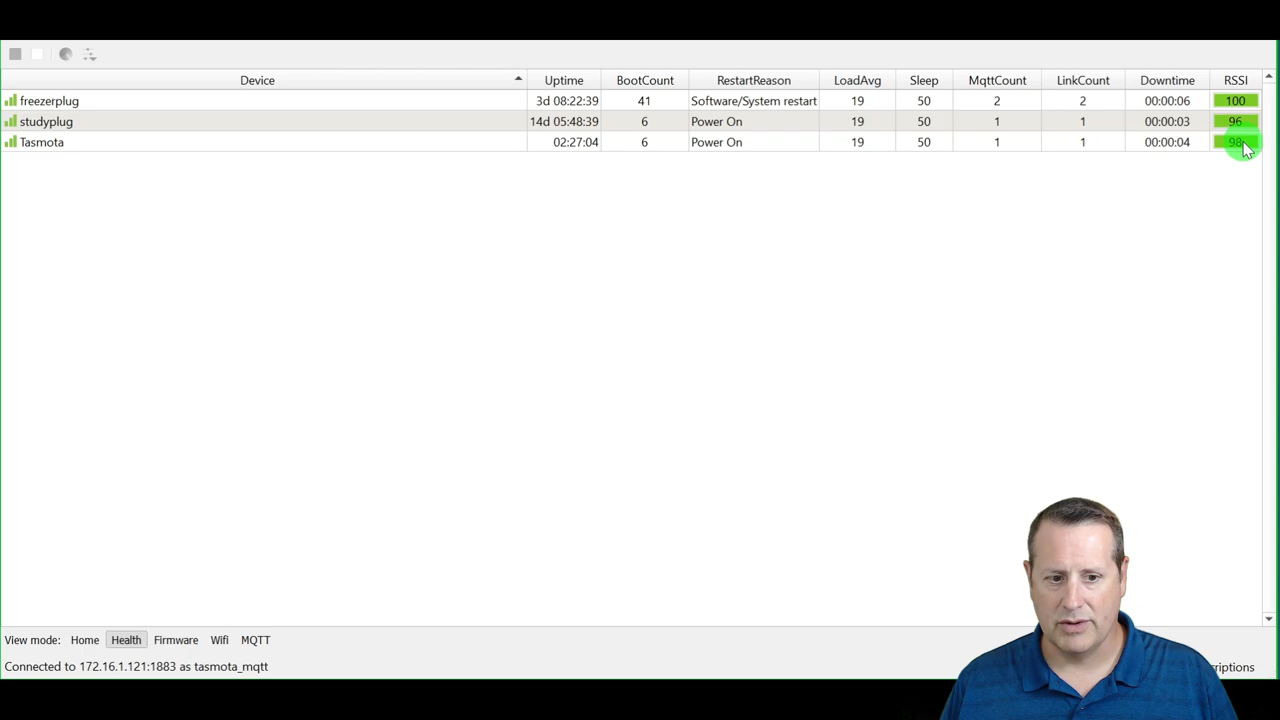 Device Uptime BootCount RestartReason LoadAvg Sleep MqttCount LinkCount Downtime RSSI
freezerplug 3d 08:22:39 41 Software/System restart 19 50 2 2 00:00:06 100
studyplug 14d 05:48:39 6 Power On 19 50 1 1 00:00:03 96
Tasmota 02:27:04 6 Power On 19 50 1 1 00:00:04 98
View mode: Home Health Firmware Wifi MQTT
Connected to 172.16.1.121:1883 as tasmota_mqtt